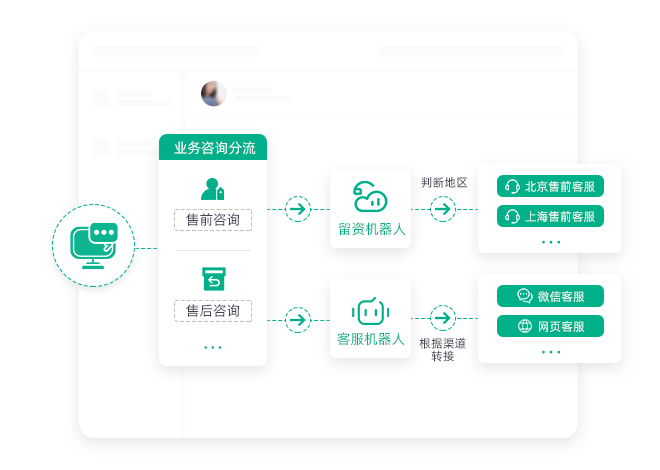 业务咨询分流
售前咨询
售后咨询
...
留资机器人
判断地区
北京售前客服
上海售前客服
...
客服机器人
根据渠道
转接
微信客服
网页客服
...